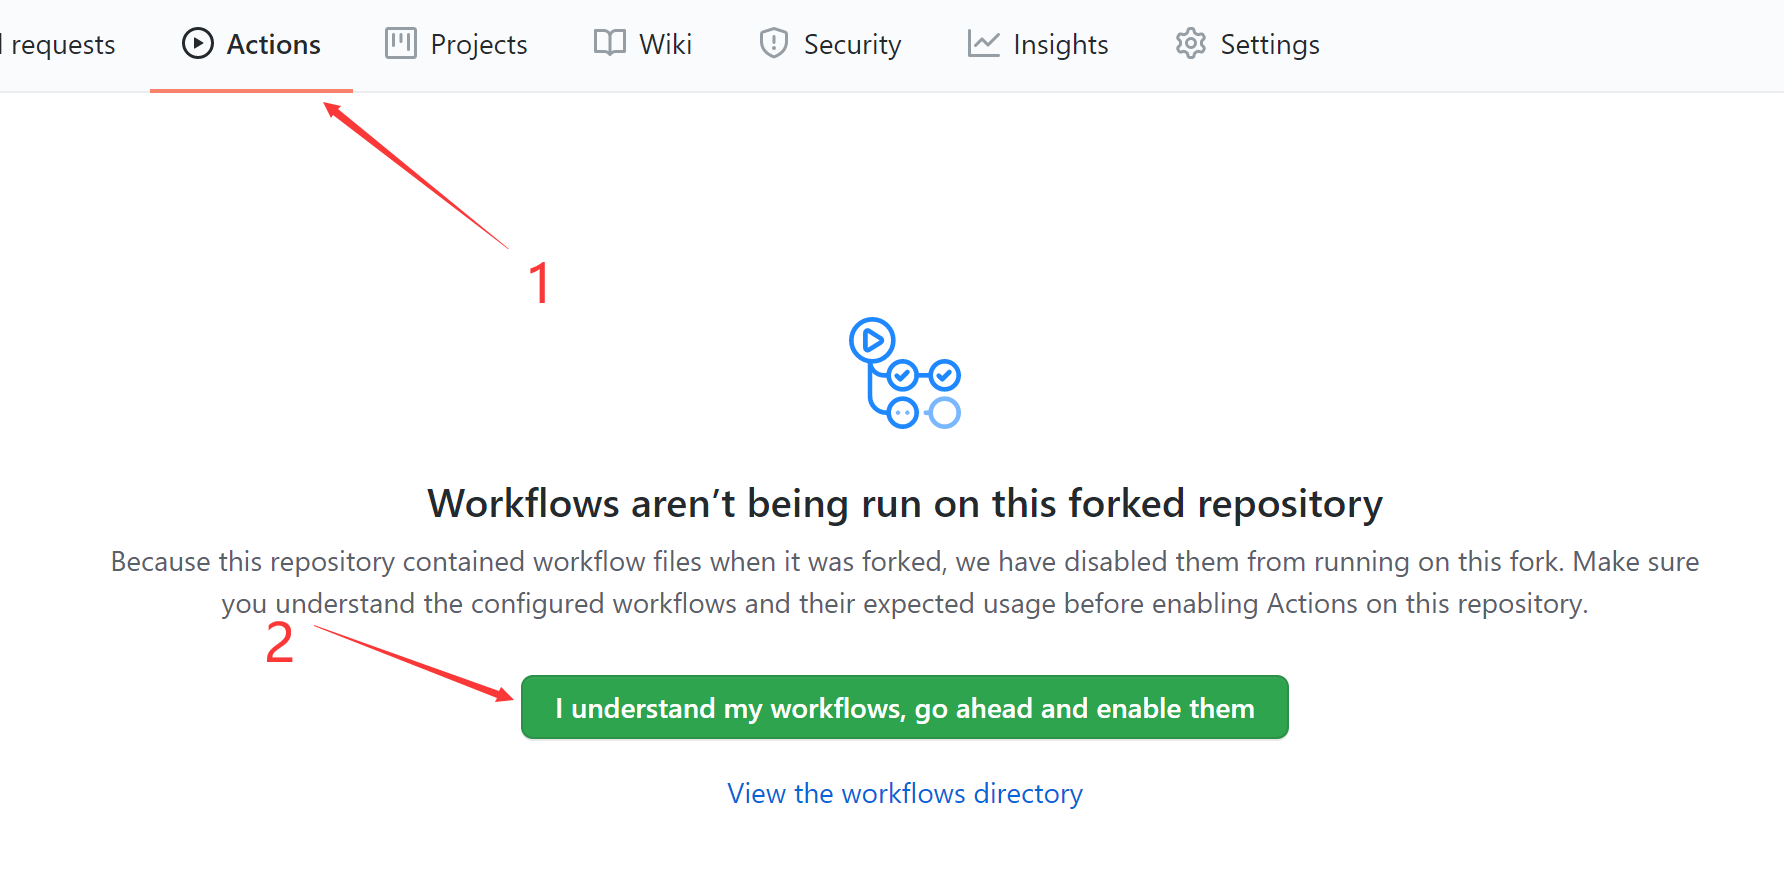 requests Actions Projects Wiki Security Insights Settings
1
Workflows aren’t being run on this forked repository
Because this repository contained workflow files when it was forked, we have disabled them from running on this fork. Make sure
you understand the configured workflows and their expected usage before enabling Actions on this repository.
2
I understand my workflows, go ahead and enable them
View the workflows directory